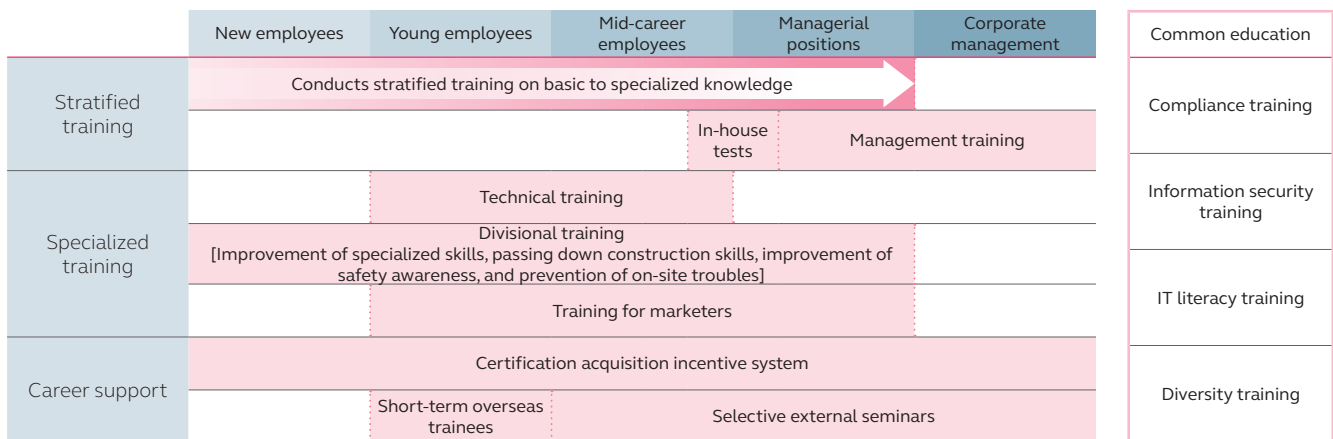 New employees
Young employees
Mid-career
employees
Managerial
positions
Corporate
management
Stratified
training
Conducts stratified training on basic to specialized knowledge
In-house
tests
Management training
Specialized
training
Technical training
Divisional training
[Improvement of specialized skills, passing down construction skills, improvement of
safety awareness, and prevention of on-site troubles]
Training for marketers
Career support
Certification acquisition incentive system
Short-term overseas
trainees
Selective external seminars
Common education
Compliance training
Information security
training
IT literacy training
Diversity training